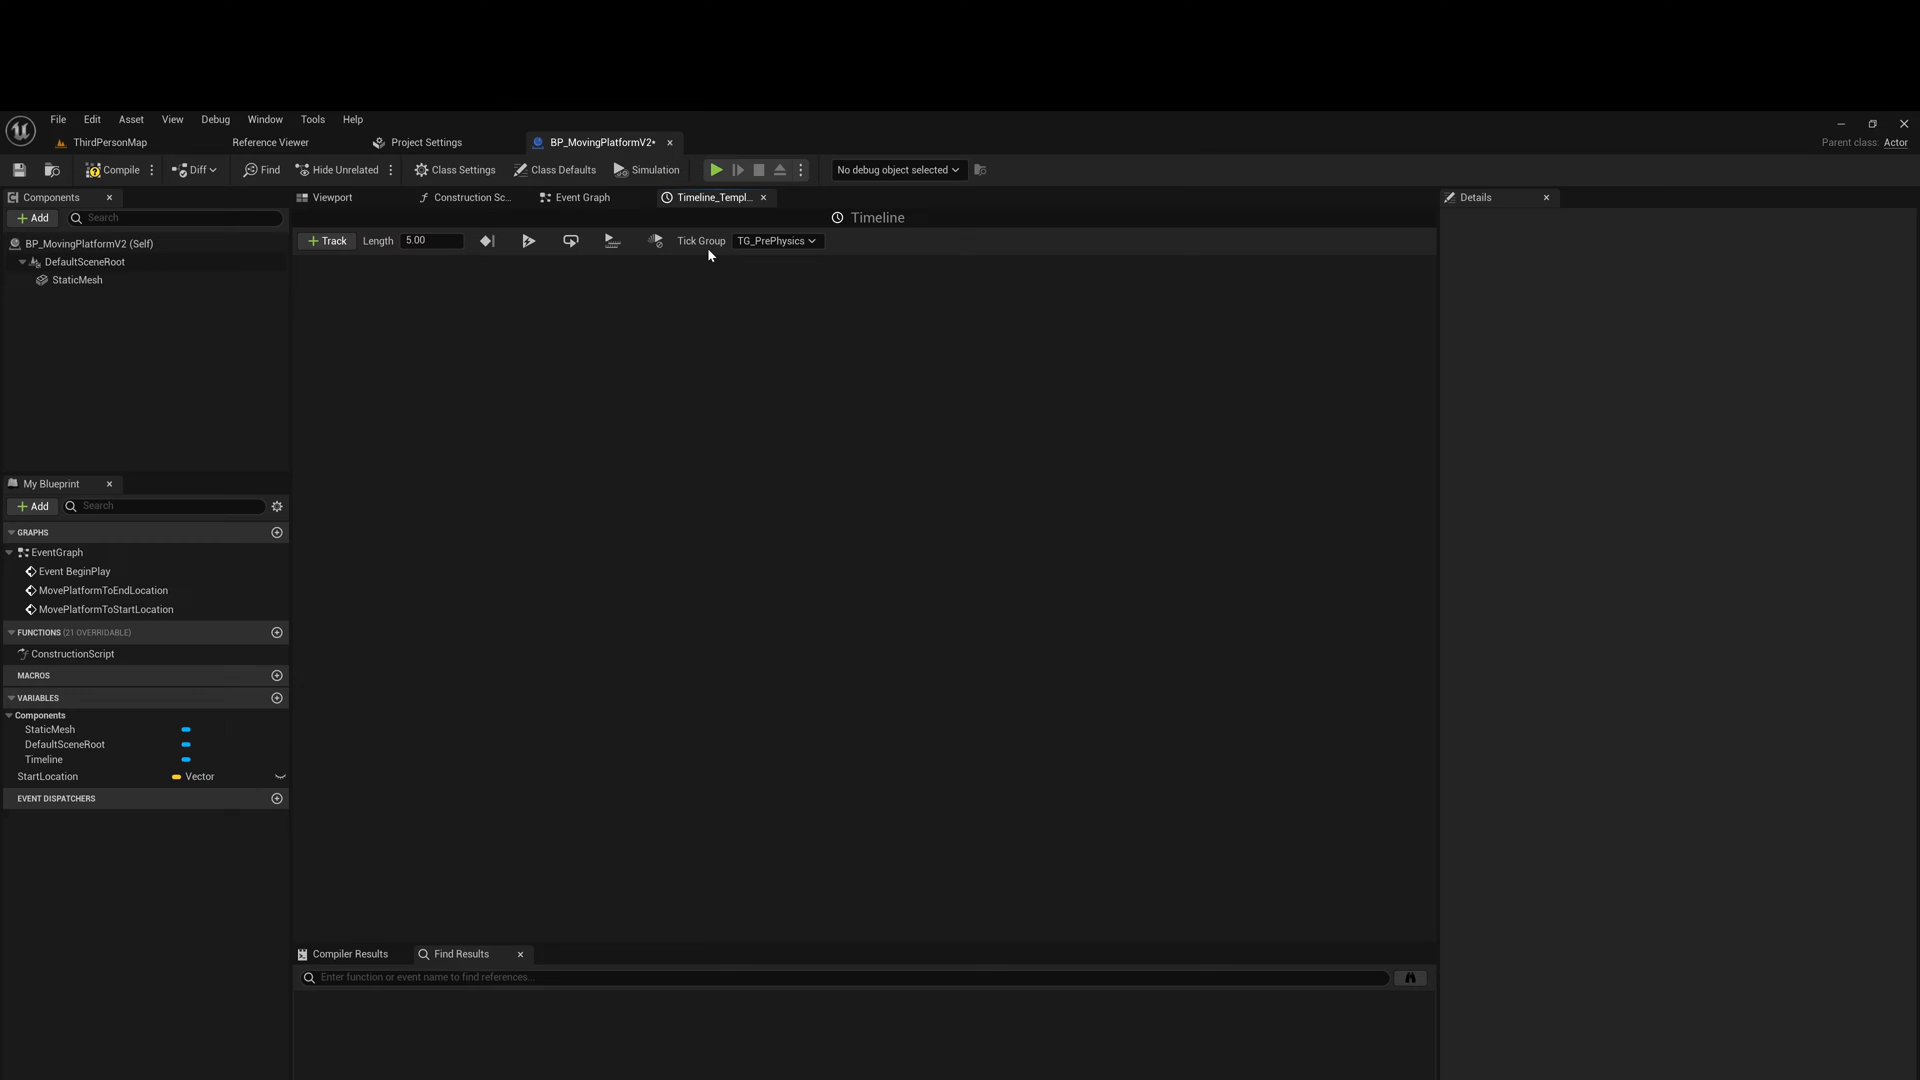 File Edit Asset View Debug Window Tools Help
ThirdPersonMap Reference Viewer Project Settings BP_MovingPlatformV2* Parent class: Actor
Compile Diff Find Hide Unrelated Class Settings Class Defaults Simulation No debug object selected
Components Viewport Construction Sc... Event Graph Timeline_Templ... Details
Add Search Timeline
Track Length 5.00 Tick Group TG_PrePhysics
BP_MovingPlatformV2 (Self)
DefaultSceneRoot
StaticMesh
My Blueprint
Add Search
GRAPHS
EventGraph
Event BeginPlay
MovePlatformToEndLocation
MovePlatformToStartLocation
FUNCTIONS (21 OVERRIDABLE)
ConstructionScript
MACROS
VARIABLES
Components
StaticMesh
DefaultSceneRoot
Timeline
StartLocation Vector
EVENT DISPATCHERS
Compiler Results Find Results
Enter function or event name to find references...